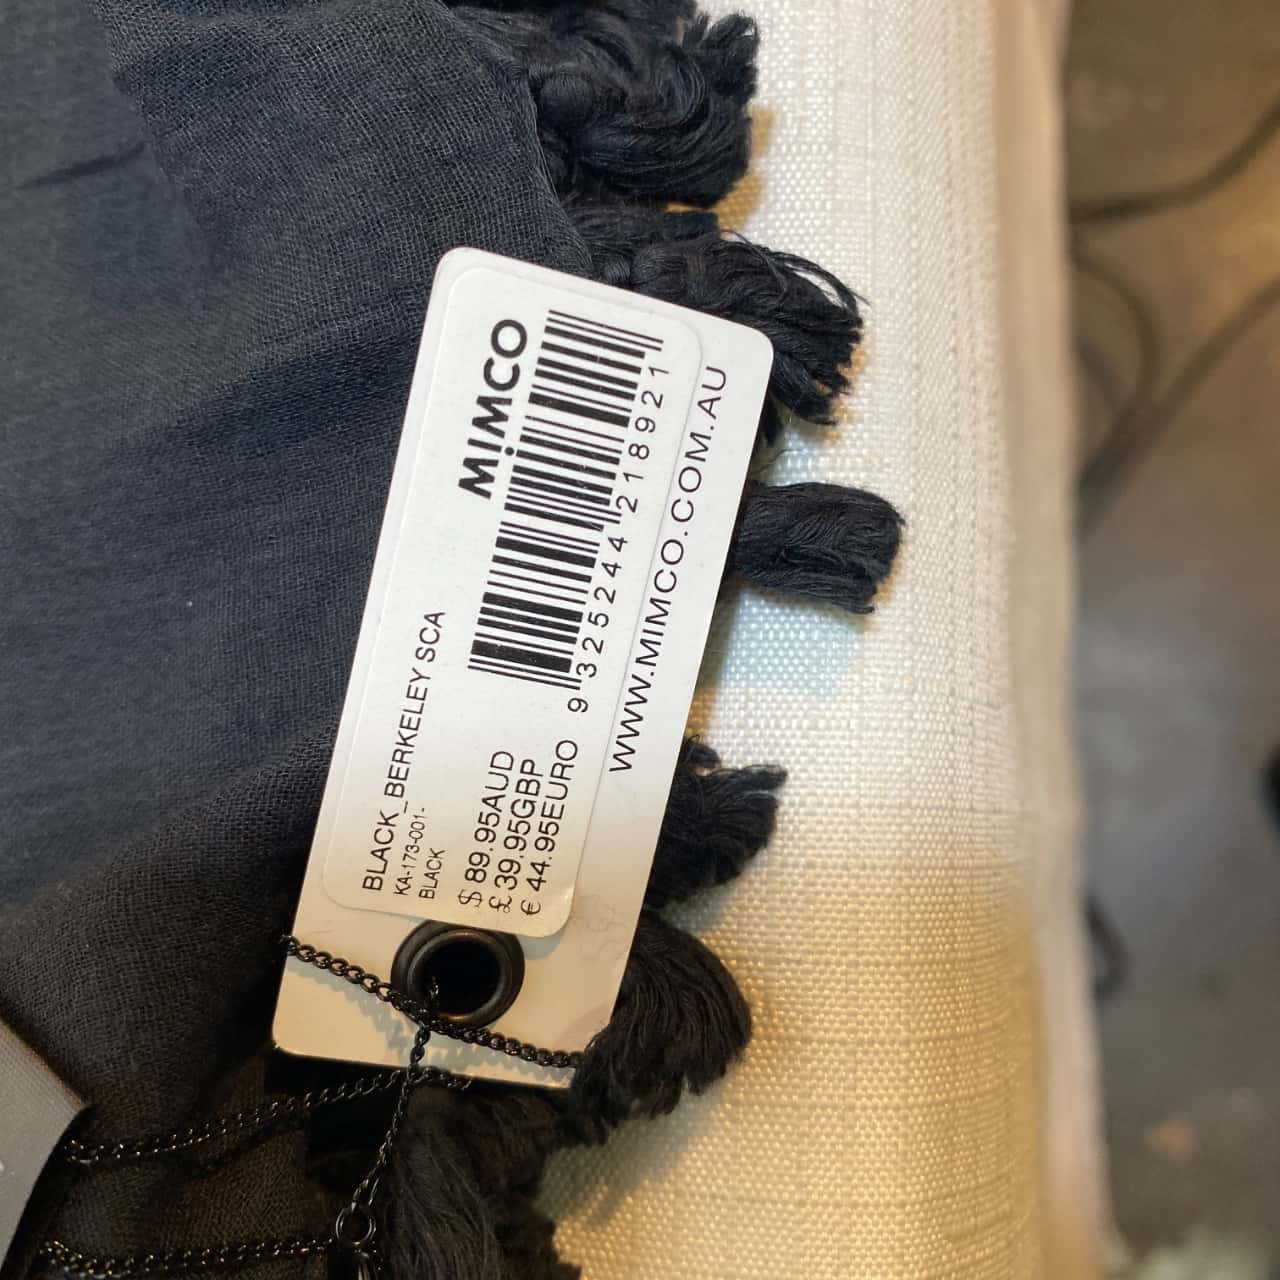 MIMCO
9 325244 218921
BLACK_BERKELEY SCA
KA-173-001-
BLACK
$ 89.95AUD
£ 39.95GBP
€ 44.95EURO
WWW.MIMCO.COM.AU